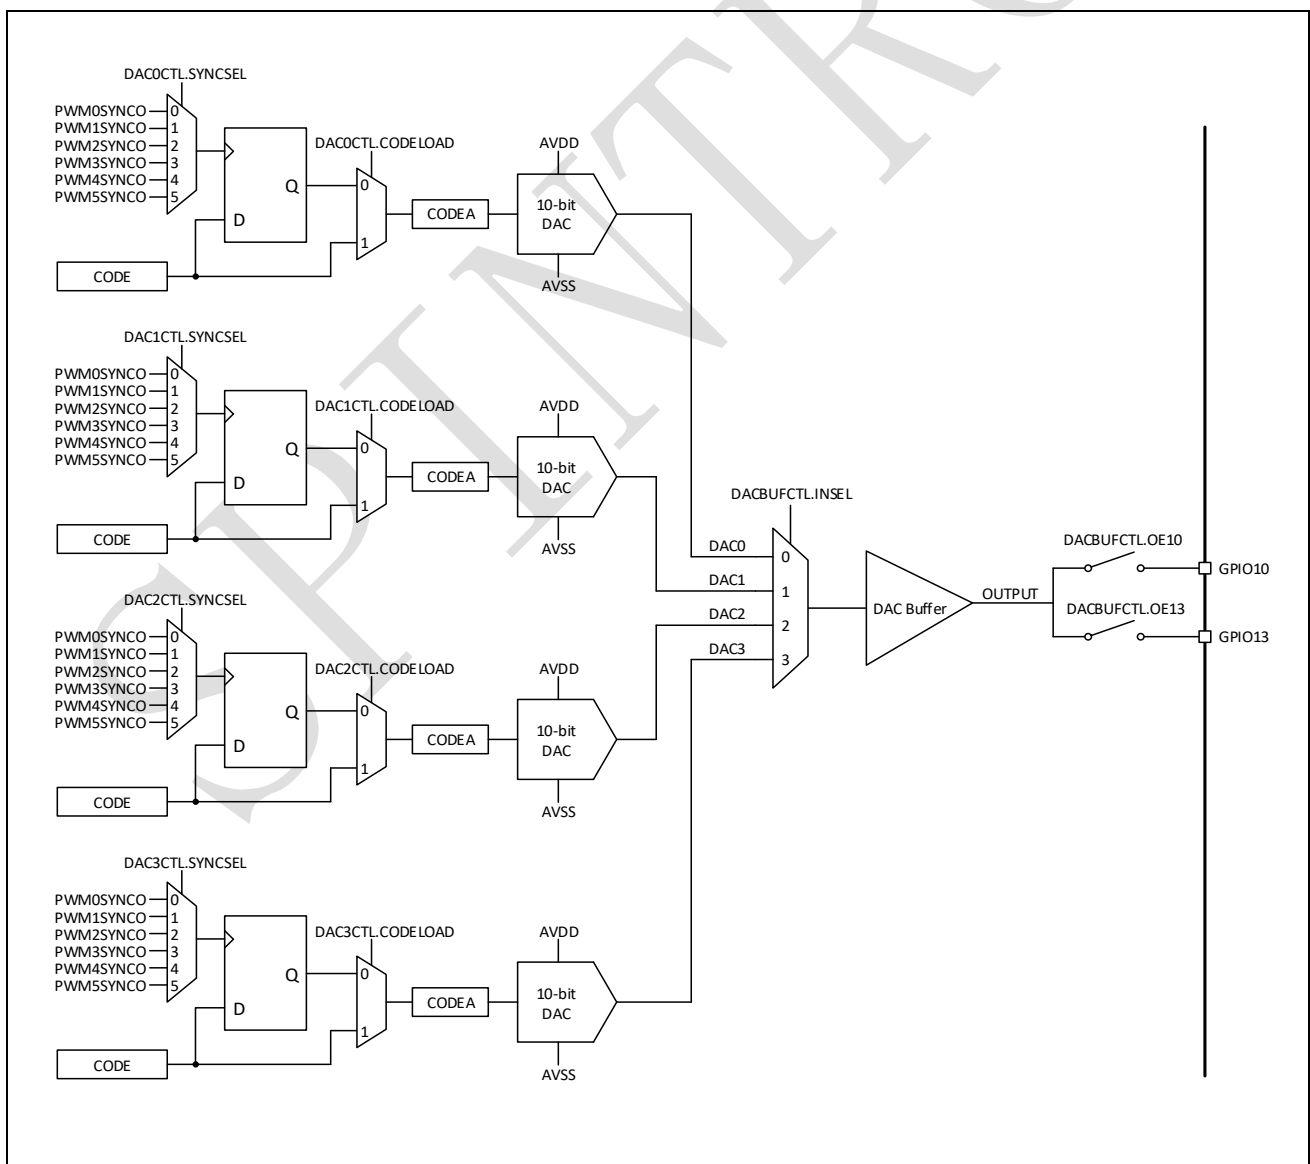 DAC0CTL.SYNCSEL
PWM0SYNCO 0
PWM1SYNCO 1
PWM2SYNCO 2
PWM3SYNCO 3
PWM4SYNCO 4
PWM5SYNCO 5
D Q
CODE
DAC0CTL.CODELOAD
0
1
CODEA
AVDD
10-bit
DAC
AVSS
DAC1CTL.SYNCSEL
PWM0SYNCO 0
PWM1SYNCO 1
PWM2SYNCO 2
PWM3SYNCO 3
PWM4SYNCO 4
PWM5SYNCO 5
D Q
CODE
DAC1CTL.CODELOAD
0
1
CODEA
AVDD
10-bit
DAC
AVSS
DAC2CTL.SYNCSEL
PWM0SYNCO 0
PWM1SYNCO 1
PWM2SYNCO 2
PWM3SYNCO 3
PWM4SYNCO 4
PWM5SYNCO 5
D Q
CODE
DAC2CTL.CODELOAD
0
1
CODEA
AVDD
10-bit
DAC
AVSS
DAC3CTL.SYNCSEL
PWM0SYNCO 0
PWM1SYNCO 1
PWM2SYNCO 2
PWM3SYNCO 3
PWM4SYNCO 4
PWM5SYNCO 5
D Q
CODE
DAC3CTL.CODELOAD
0
1
CODEA
AVDD
10-bit
DAC
AVSS
DACBUFCTL.INSEL
DAC0 0
DAC1 1
DAC2 2
DAC3 3
DAC Buffer
OUTPUT
DACBUFCTL.OE10
GPIO10
DACBUFCTL.OE13
GPIO13